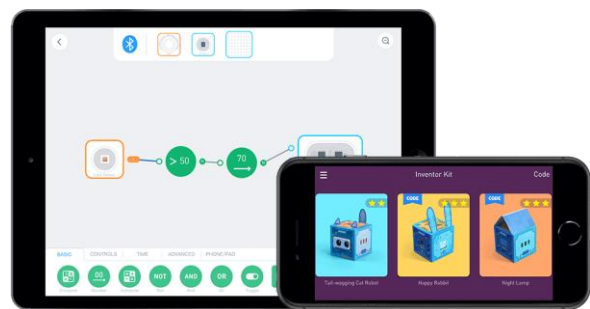 > 50
70
BASIC CONTROLS TIME ADVANCED PHONE/PAD
00
NOT AND OR
Inventor Kit Code
CODE CODE
Tail-wagging Cat Robot Happy Rabbit Night Lamp